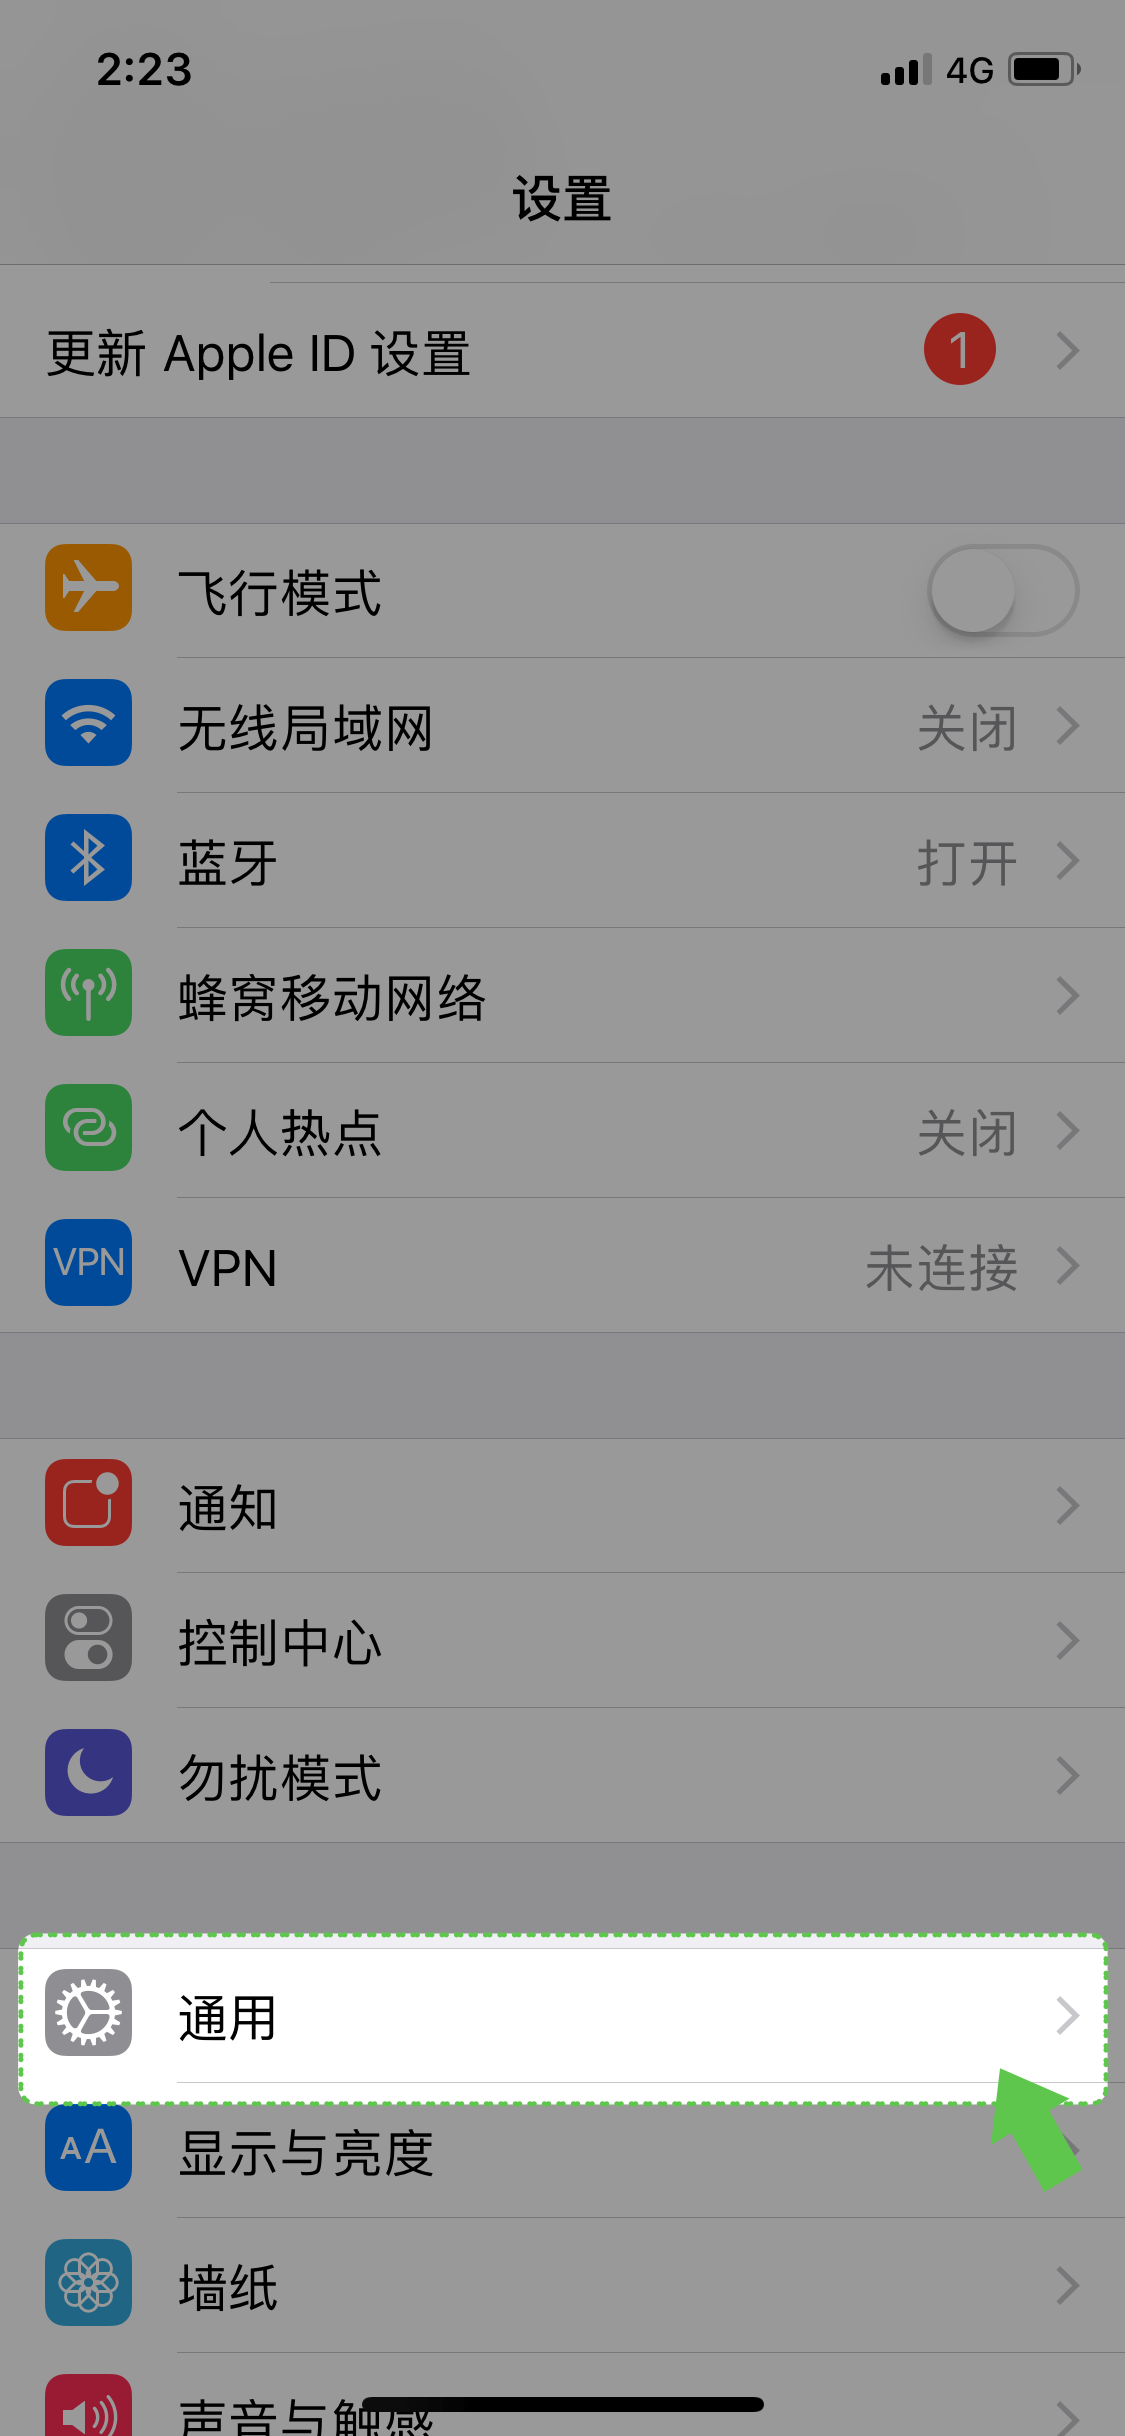 2:23 4G
设置
更新 Apple ID 设置 1
飞行模式
无线局域网 关闭
蓝牙 打开
蜂窝移动网络
个人热点 关闭
VPN VPN 未连接
通知
控制中心
勿扰模式
通用
AA 显示与亮度
墙纸
声音与触感